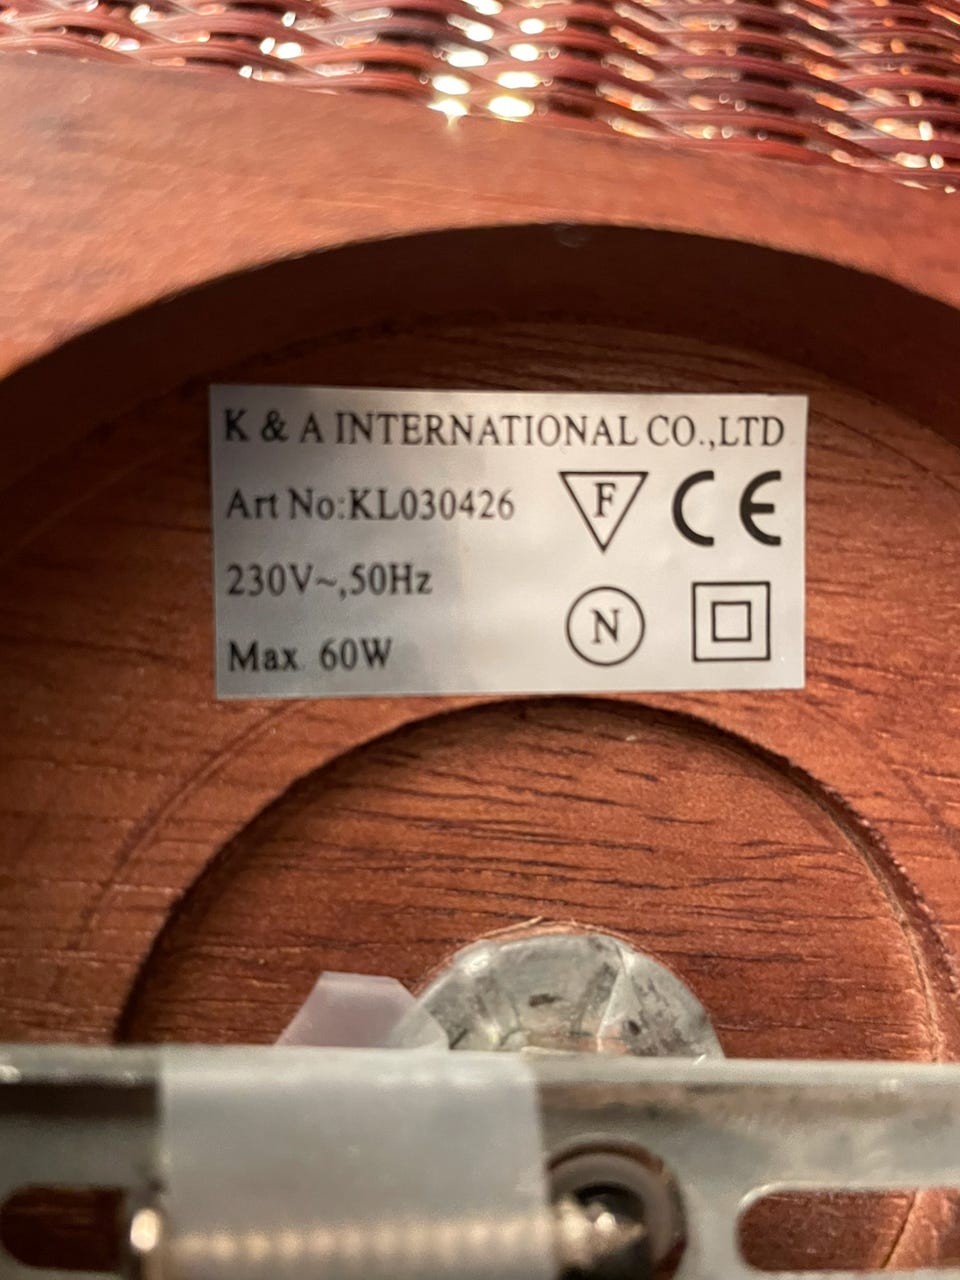 K & A INTERNATIONAL CO.,LTD
Art No:KL030426
F CE
230V~,50Hz
N
Max 60W